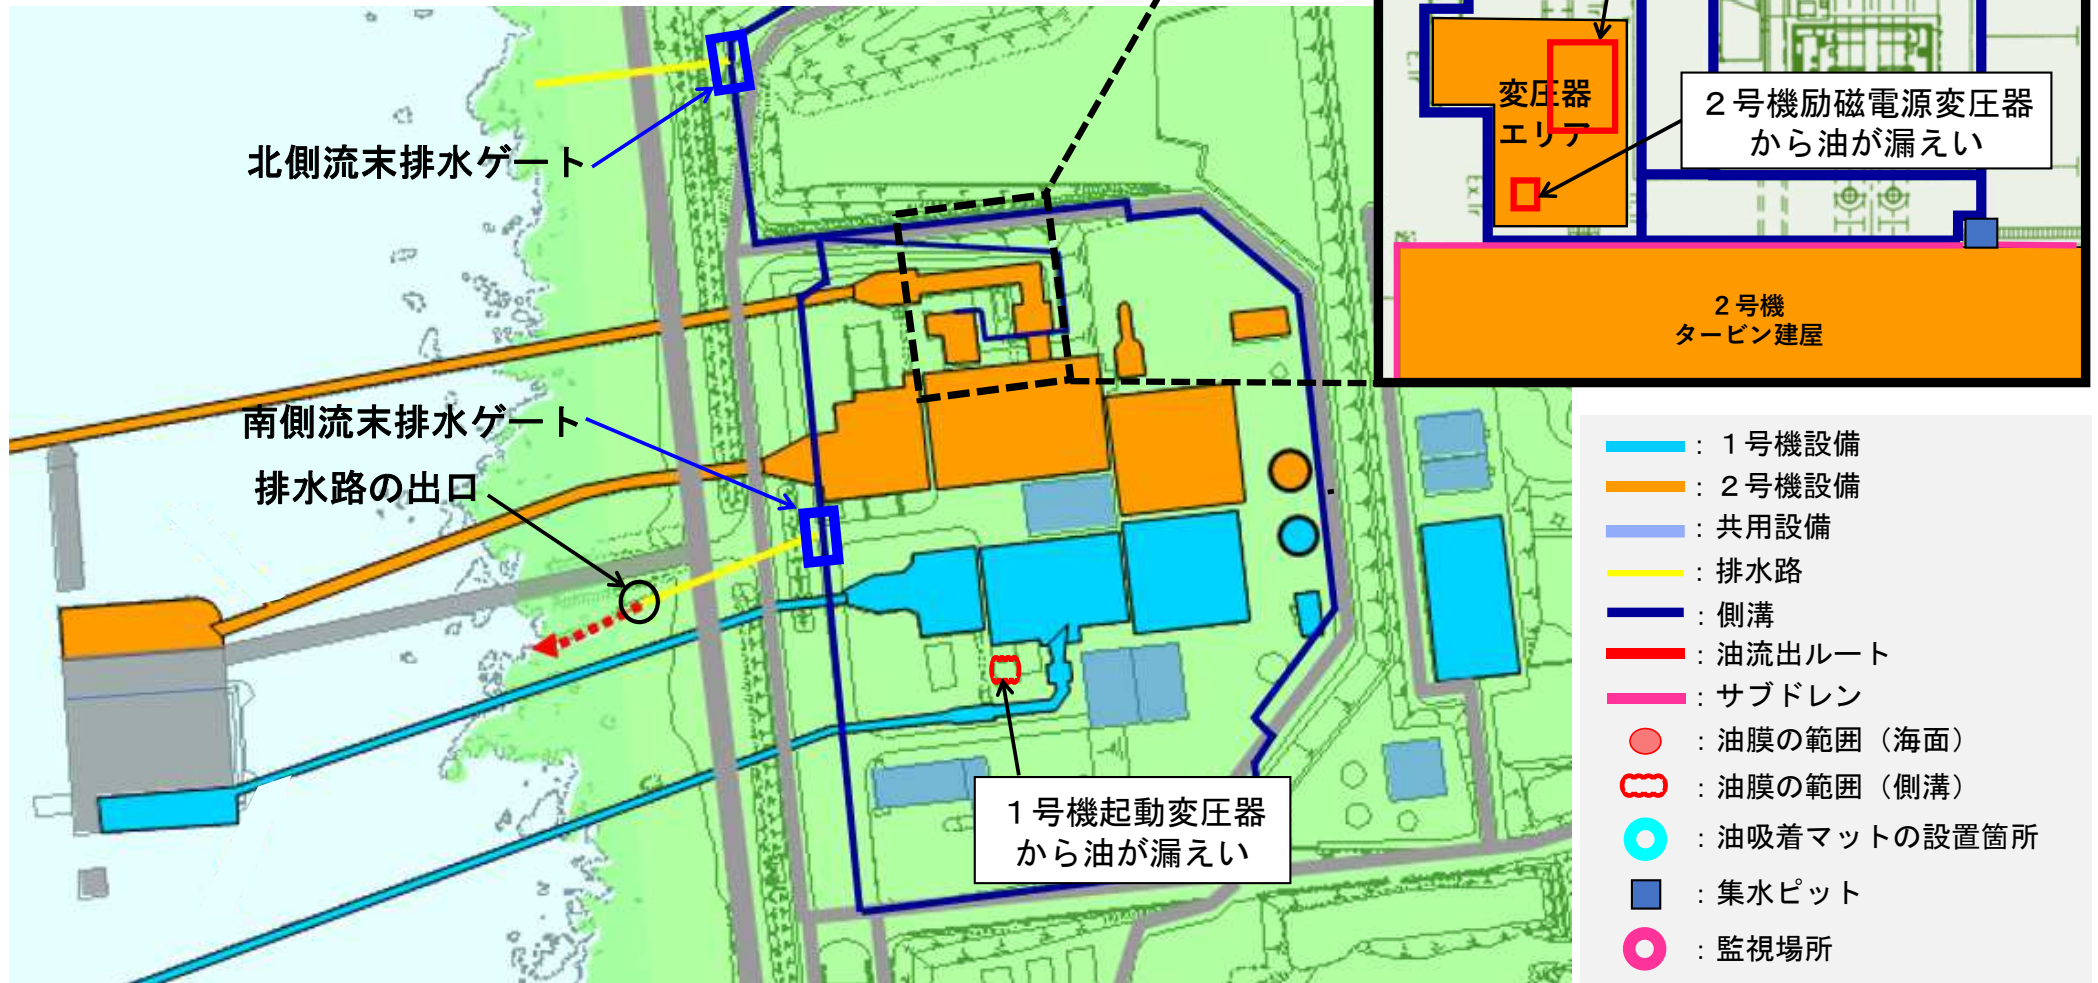 変圧器
エリア
２号機励磁電源変圧器
から油が漏えい
２号機
タービン建屋
北側流末排水ゲート
南側流末排水ゲート
排水路の出口
１号機起動変圧器
から油が漏えい
：１号機設備
：２号機設備
：共用設備
：排水路
：側溝
：油流出ルート
：サブドレン
：油膜の範囲（海面）
：油膜の範囲（側溝）
：油吸着マットの設置箇所
：集水ピット
：監視場所